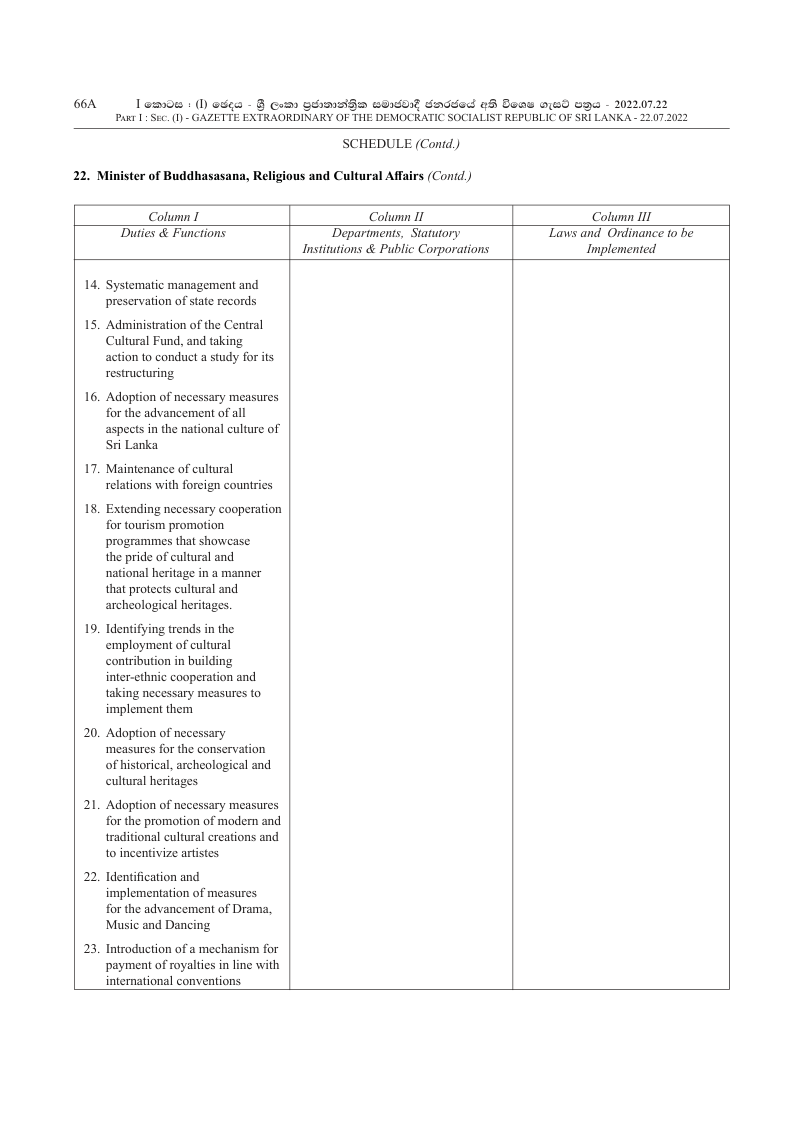 66A
I කොටස : (I) ඡේදය - ශ්‍රී ලංකා ප්‍රජාතාන්ත්‍රික සමාජවාදී ජනරජයේ අති විශෙෂ ගැසට් පත්‍රය - 2022.07.22
PART I : SEC. (I) - GAZETTE EXTRAORDINARY OF THE DEMOCRATIC SOCIALIST REPUBLIC OF SRI LANKA - 22.07.2022
SCHEDULE (Contd.)
22. Minister of Buddhasasana, Religious and Cultural Affairs (Contd.)
Column I
Column II
Column III
Duties & Functions
Departments, Statutory
Institutions & Public Corporations
Laws and Ordinance to be
Implemented
14. Systematic management and
preservation of state records
15. Administration of the Central
Cultural Fund, and taking
action to conduct a study for its
restructuring
16. Adoption of necessary measures
for the advancement of all
aspects in the national culture of
Sri Lanka
17. Maintenance of cultural
relations with foreign countries
18. Extending necessary cooperation
for tourism promotion
programmes that showcase
the pride of cultural and
national heritage in a manner
that protects cultural and
archeological heritages.
19. Identifying trends in the
employment of cultural
contribution in building
inter-ethnic cooperation and
taking necessary measures to
implement them
20. Adoption of necessary
measures for the conservation
of historical, archeological and
cultural heritages
21. Adoption of necessary measures
for the promotion of modern and
traditional cultural creations and
to incentivize artistes
22. Identification and
implementation of measures
for the advancement of Drama,
Music and Dancing
23. Introduction of a mechanism for
payment of royalties in line with
international conventions